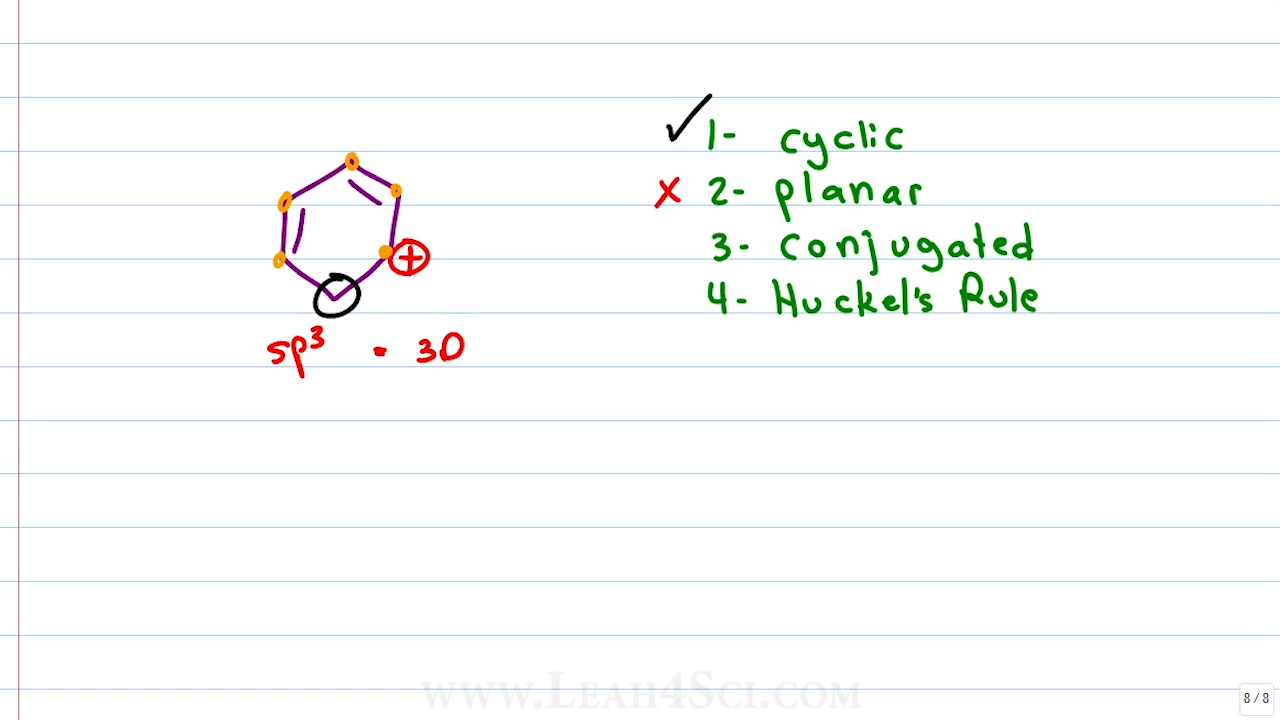 ✓ 1- cyclic
X 2- planar
3- conjugated
4- Huckel's Rule
+
sp³ - 3D
www.Leah4Sci.com
8 / 8